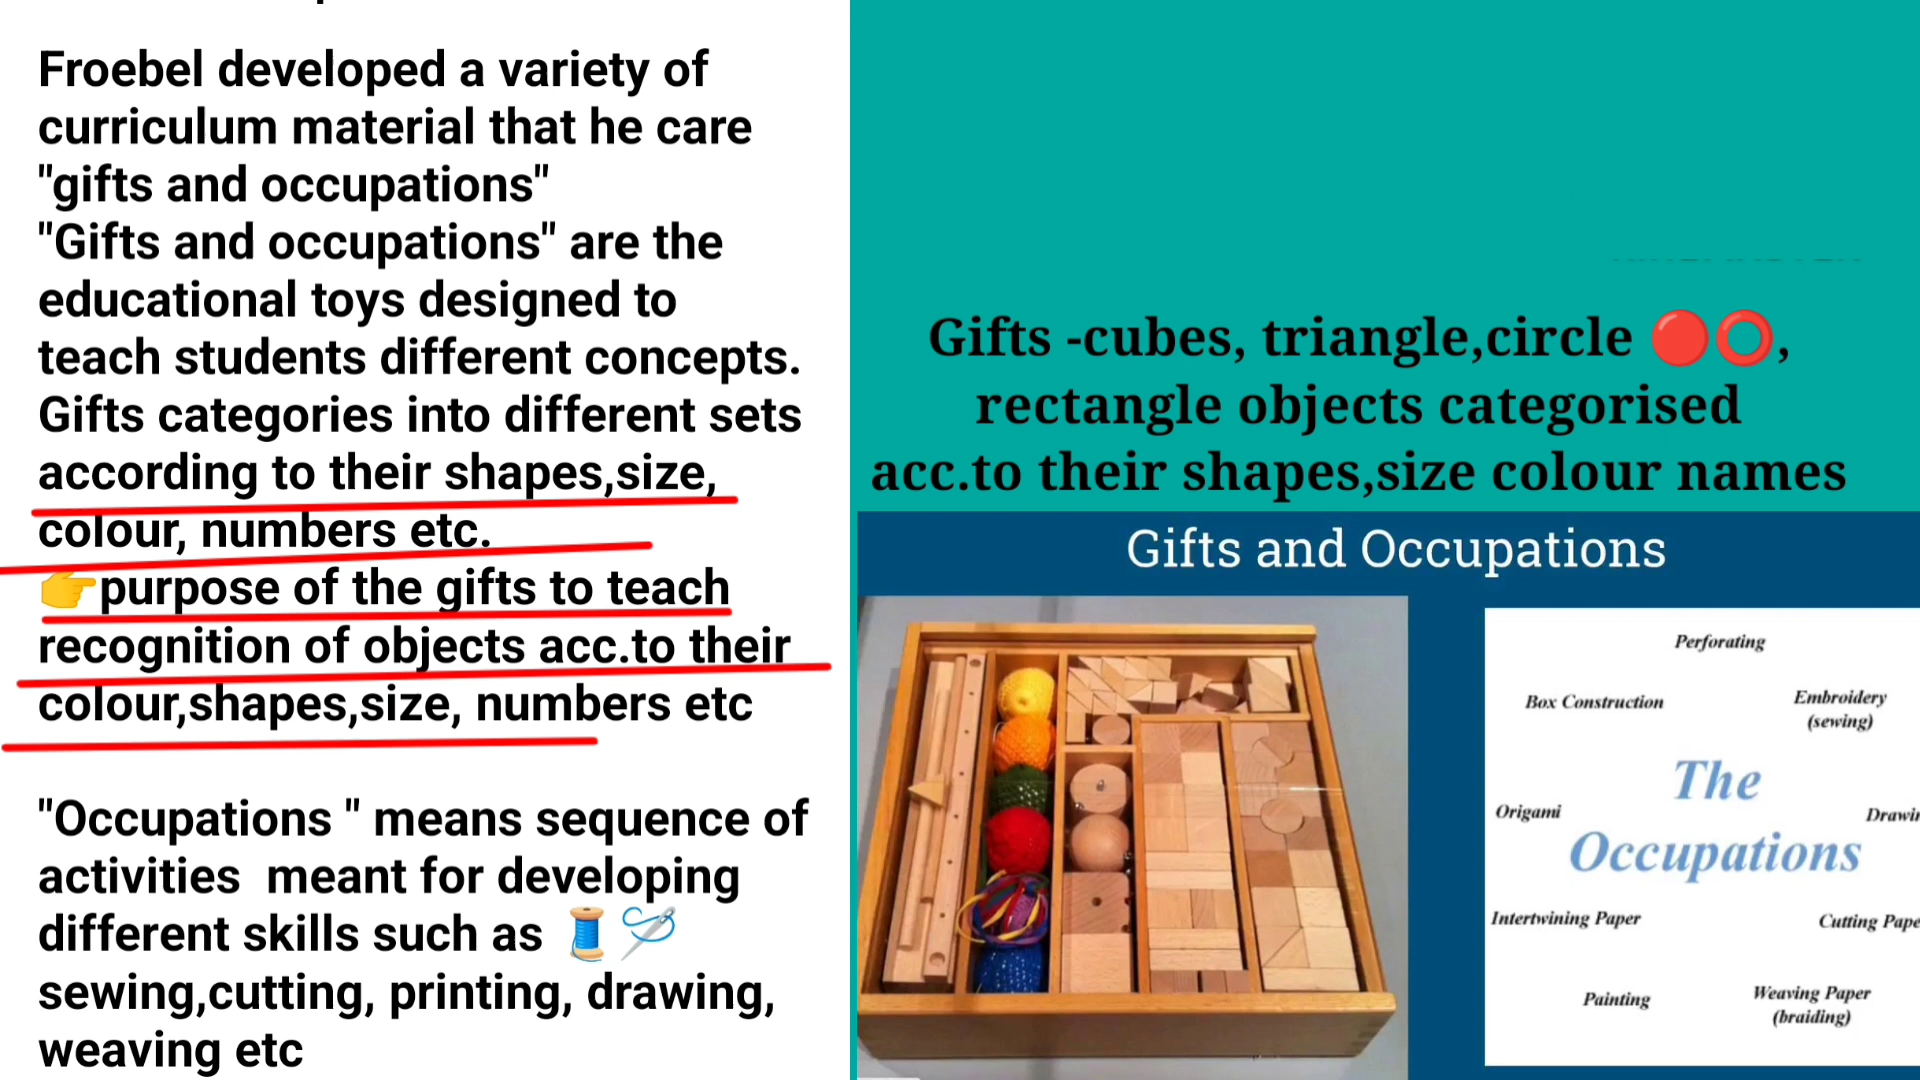 Froebel developed a variety of
curriculum material that he care
"gifts and occupations"
"Gifts and occupations" are the
educational toys designed to
teach students different concepts.
Gifts categories into different sets
according to their shapes,size,
colour, numbers etc.
👉purpose of the gifts to teach
recognition of objects acc.to their
colour,shapes,size, numbers etc
"Occupations " means sequence of
activities  meant for developing
different skills such as 🧵🪡
sewing,cutting, printing, drawing,
weaving etc
Gifts -cubes, triangle,circle 🔴⭕,
rectangle objects categorised
acc.to their shapes,size colour names
Gifts and Occupations
Perforating
Box Construction
Embroidery
(sewing)
The
Occupations
Origami
Drawin
Intertwining Paper
Cutting Pape
Painting
Weaving Paper
(braiding)